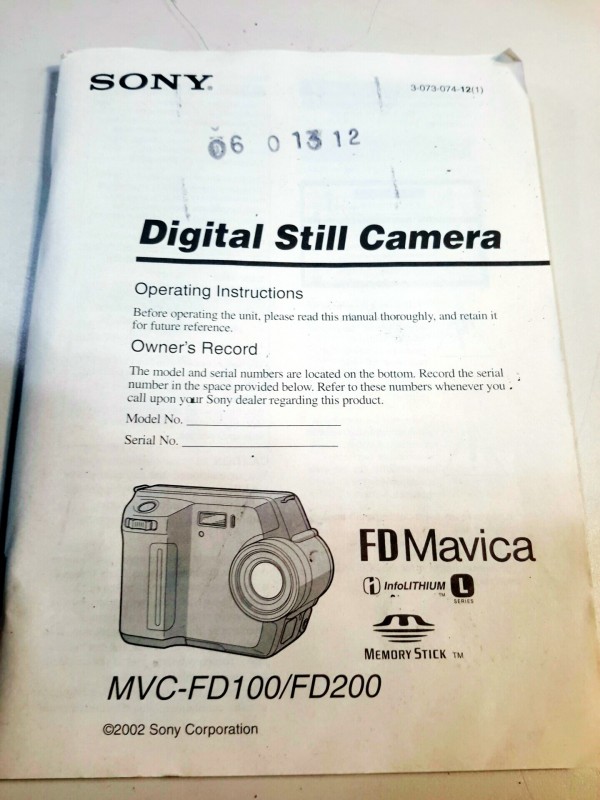 SONY®
3-073-074-12(1)
06 0 1312
Digital Still Camera
Operating Instructions
Before operating the unit, please read this manual thoroughly, and retain it
for future reference.
Owner's Record
The model and serial numbers are located on the bottom. Record the serial
number in the space provided below. Refer to these numbers whenever you
call upon your Sony dealer regarding this product.
Model No.
Serial No.
FD Mavica
InfoLITHIUM TM L SERIES
MEMORY STICK TM
MVC-FD100/FD200
©2002 Sony Corporation